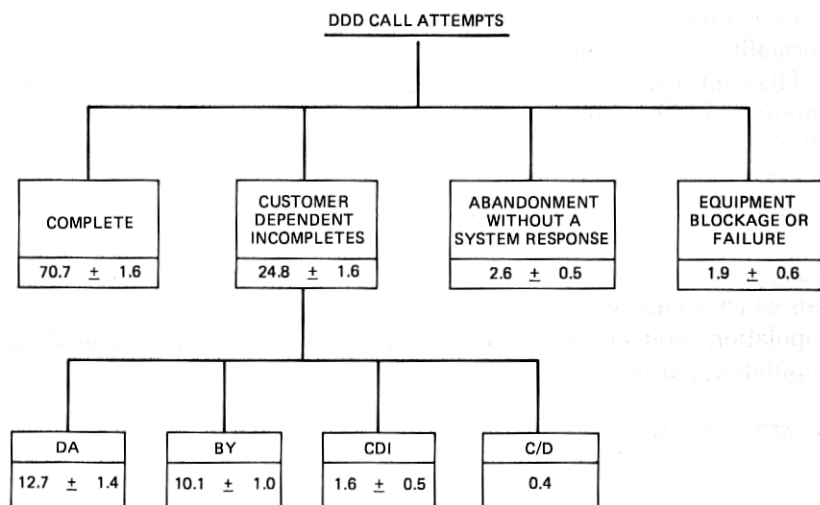 DDD CALL ATTEMPTS
COMPLETE
70.7 ± 1.6
CUSTOMER
DEPENDENT
INCOMPLETES
24.8 ± 1.6
ABANDONMENT
WITHOUT A
SYSTEM RESPONSE
2.6 ± 0.5
EQUIPMENT
BLOCKAGE OR
FAILURE
1.9 ± 0.6
DA
12.7 ± 1.4
BY
10.1 ± 1.0
CDI
1.6 ± 0.5
C/D
0.4